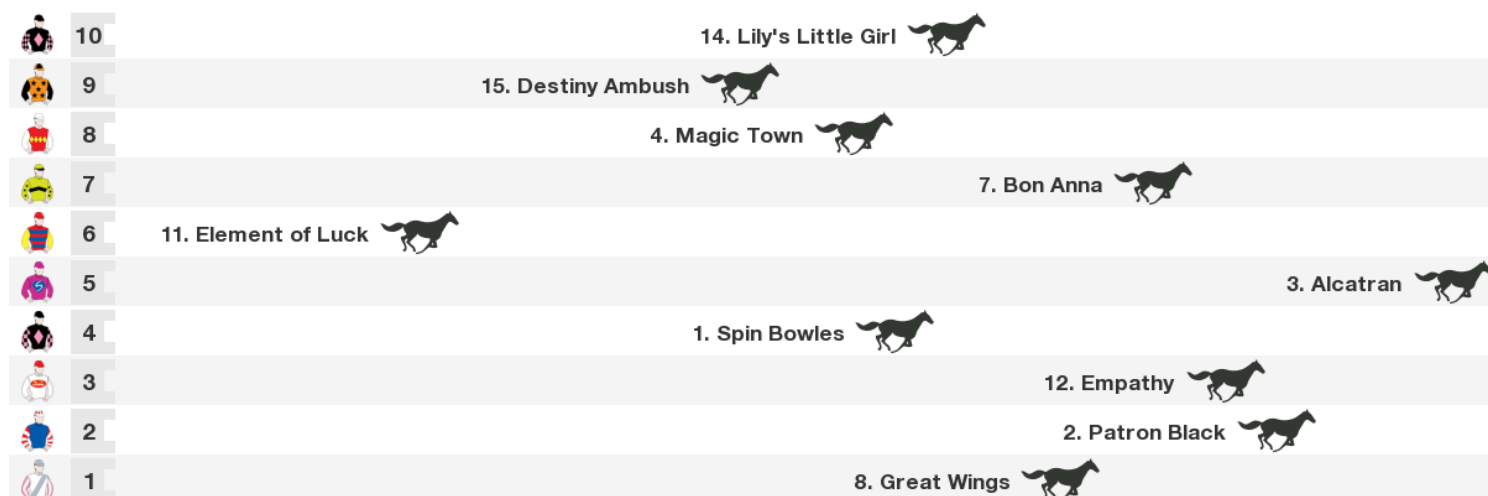 10 14. Lily's Little Girl
9 15. Destiny Ambush
8 4. Magic Town
7 7. Bon Anna
6 11. Element of Luck
5 3. Alcatran
4 1. Spin Bowles
3 12. Empathy
2 2. Patron Black
1 8. Great Wings